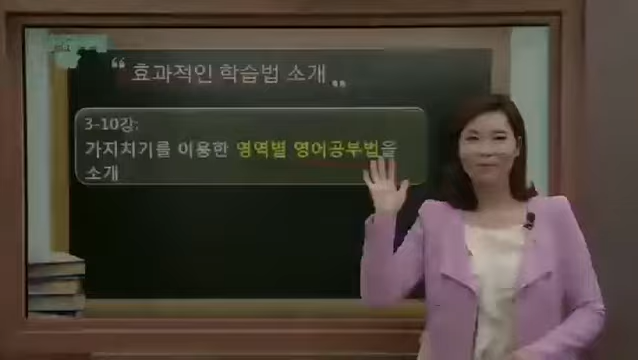 “ 효과적인 학습법 소개 „
3-10강:
가지치기를 이용한 영역별 영어공부법을
소개